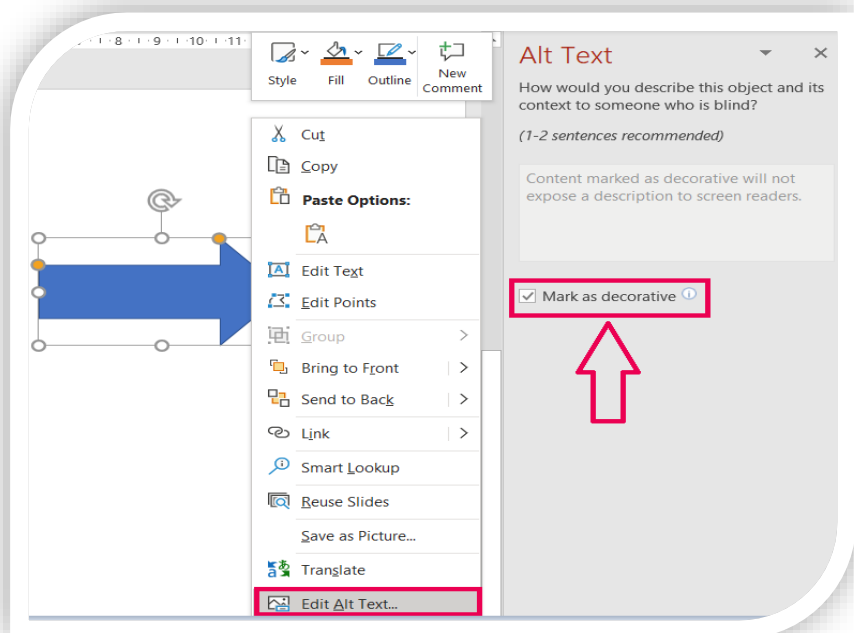 8 9 10 11
Style Fill Outline New Comment
Cut
Copy
Paste Options:
A
Edit Text
Edit Points
Group
Bring to Front
Send to Back
Link
Smart Lookup
Reuse Slides
Save as Picture...
Translate
Edit Alt Text...
Alt Text
How would you describe this object and its
context to someone who is blind?
(1-2 sentences recommended)
Content marked as decorative will not
expose a description to screen readers.
Mark as decorative